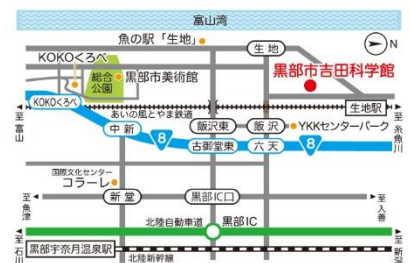 富山湾
魚の駅「生地」
生地
N
KOKOくろべ
総合
公園
黒部市美術館
黒部市吉田科学館
KOKOくろべ
生地駅
至富山
あいの風とやま鉄道
至糸魚川
中新
8
飯沢東
飯沢
YKKセンターパーク
古御堂東
六天
8
国際文化センター
コラーレ
至魚津
新堂
黒部IC口
至入善
北陸自動車道
黒部IC
至石川
黒部宇奈月温泉駅
北陸新幹線
至新潟